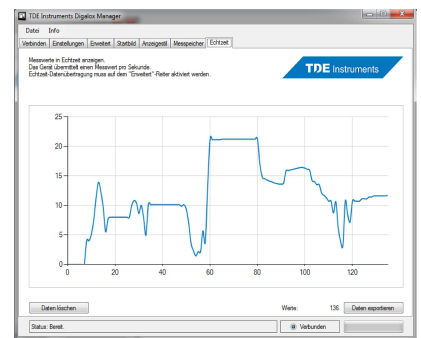 TDE Instruments Digalox Manager
Datei Info
Verbinden Einstellungen Erweitert Startbild Anzeigestil Messpeicher Echtzeit
Messwerte in Echtzeit anzeigen.
Das Gerät übermittelt einen Messwert pro Sekunde.
Echtzeit-Datenübertragung muss auf dem "Erweitert"-Reiter aktiviert werden.
TDE Instruments
25
20
15
10
5
0
0 20 40 60 80 100 120
Daten löschen Werte: 136 Daten exportieren
Status: Bereit. Verbunden